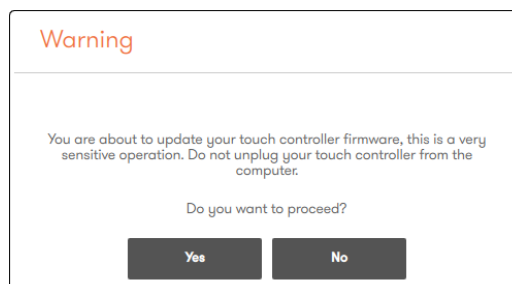 Warning
You are about to update your touch controller firmware, this is a very
sensitive operation. Do not unplug your touch controller from the
computer.
Do you want to proceed?
Yes No